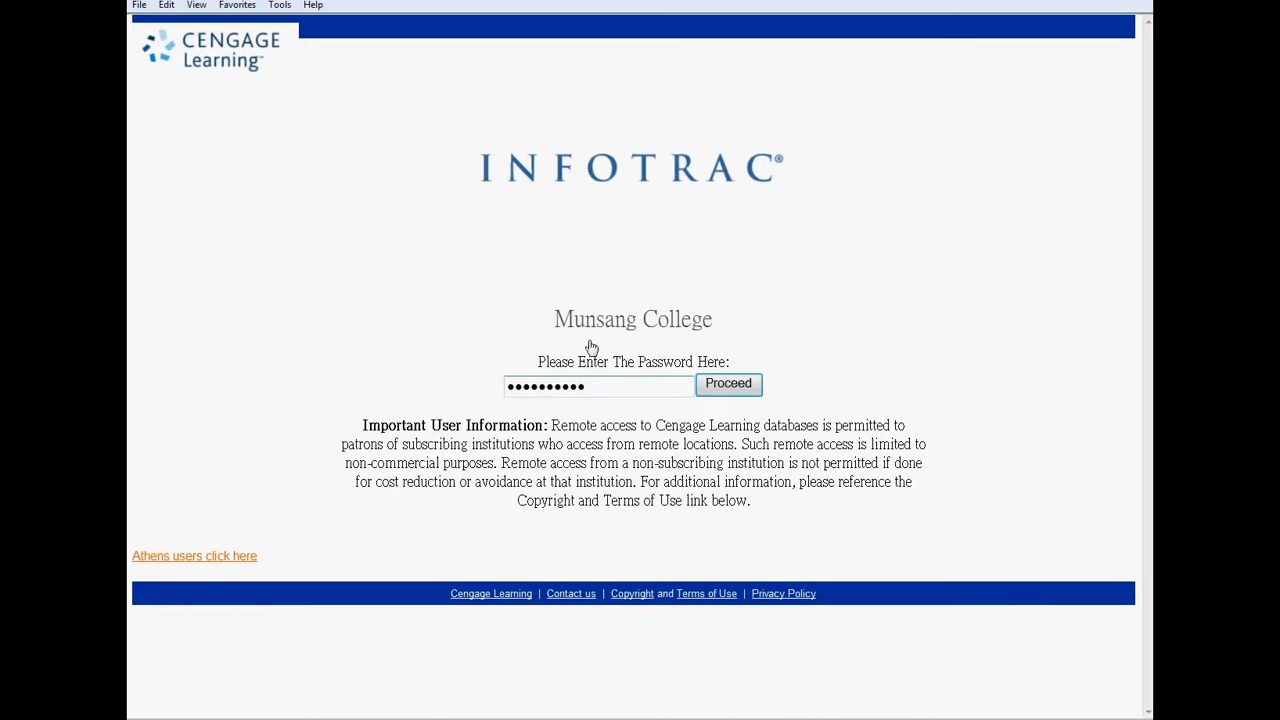 File Edit View Favorites Tools Help
CENGAGE
Learning™
INFOTRAC®
Munsang College
Please Enter The Password Here:
●●●●●●●●●● Proceed
Important User Information: Remote access to Cengage Learning databases is permitted to
patrons of subscribing institutions who access from remote locations. Such remote access is limited to
non-commercial purposes. Remote access from a non-subscribing institution is not permitted if done
for cost reduction or avoidance at that institution. For additional information, please reference the
Copyright and Terms of Use link below.
Athens users click here
Cengage Learning | Contact us | Copyright and Terms of Use | Privacy Policy